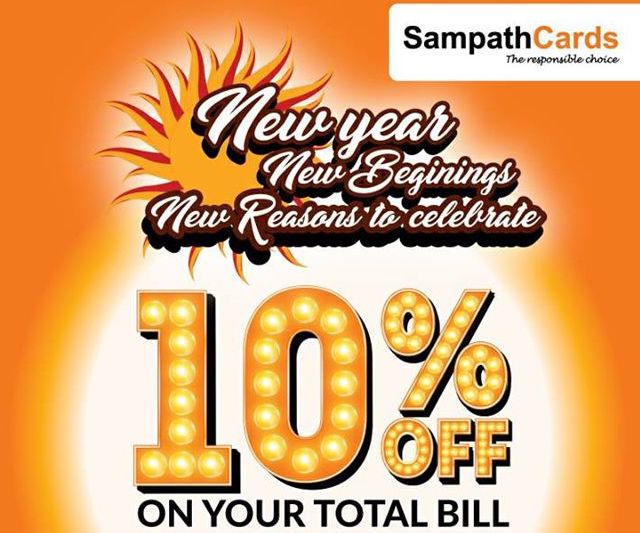 SampathCards
The responsible choice
New year
New Beginings
New Reasons to celebrate
10%
OFF
ON YOUR TOTAL BILL